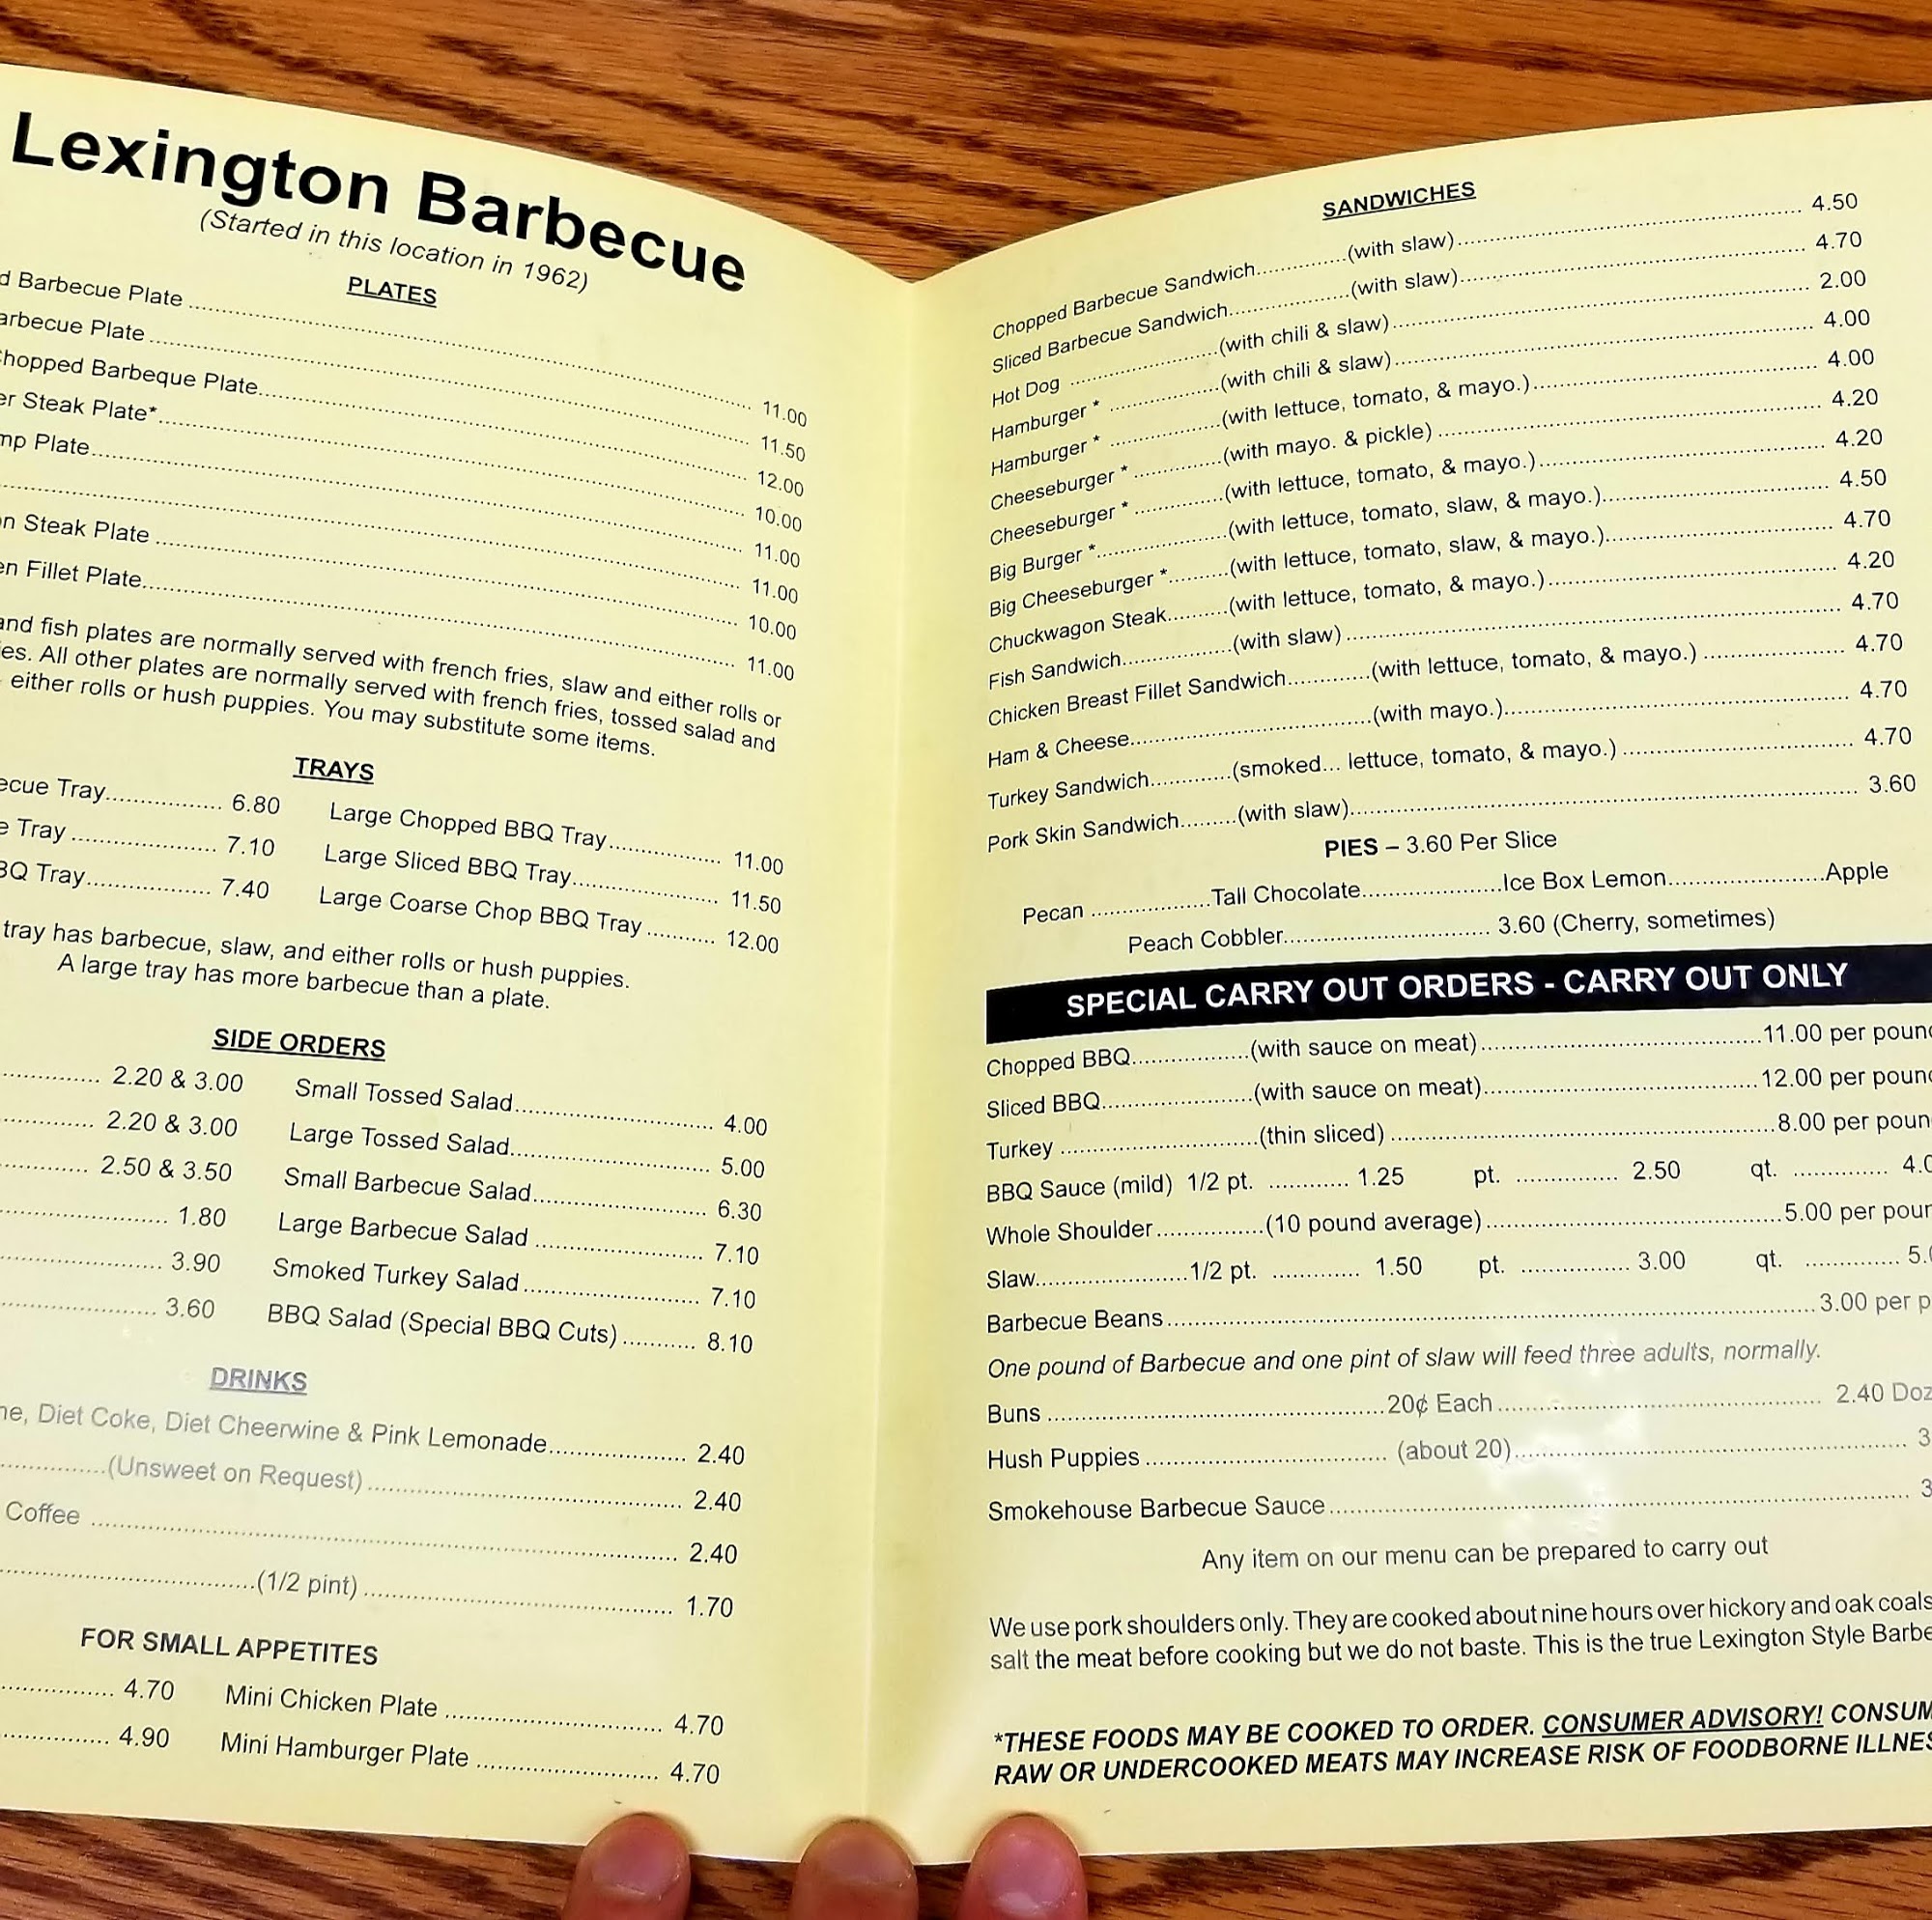 Lexington Barbecue
(Started in this location in 1962)
PLATES
Barbecue Plate ........ 11.00
Plate ........ 11.50
Barbeque Plate ........ 12.00
Steak Plate* ........ 10.00
Plate ........ 11.00
........ 11.00
Steak Plate ........ 10.00
Fillet Plate ........ 11.00
and fish plates are normally served with french fries, slaw and either rolls or
All other plates are normally served with french fries, tossed salad and
either rolls or hush puppies. You may substitute some items.
TRAYS
Tray ........ 6.80 Large Chopped BBQ Tray ........ 11.00
Tray ........ 7.10 Large Sliced BBQ Tray ........ 11.50
Tray ........ 7.40 Large Coarse Chop BBQ Tray ........ 12.00
tray has barbecue, slaw, and either rolls or hush puppies.
A large tray has more barbecue than a plate.
SIDE ORDERS
........ 2.20 & 3.00 Small Tossed Salad ........ 4.00
........ 2.20 & 3.00 Large Tossed Salad ........ 5.00
........ 2.50 & 3.50 Small Barbecue Salad ........ 6.30
........ 1.80 Large Barbecue Salad ........ 7.10
........ 3.90 Smoked Turkey Salad ........ 7.10
........ 3.60 BBQ Salad (Special BBQ Cuts) ........ 8.10
DRINKS
Diet Coke, Diet Cheerwine & Pink Lemonade ........ 2.40
........ (Unsweet on Request) ........ 2.40
Coffee ........ 2.40
........ (1/2 pint) ........ 1.70
FOR SMALL APPETITES
........ 4.70 Mini Chicken Plate ........ 4.70
........ 4.90 Mini Hamburger Plate ........ 4.70
SANDWICHES
Chopped Barbecue Sandwich ........ (with slaw) ........ 4.50
Sliced Barbecue Sandwich ........ (with slaw) ........ 4.70
Hot Dog ........ (with chili & slaw) ........ 2.00
Hamburger * ........ (with chili & slaw) ........ 4.00
Hamburger * ........ (with lettuce, tomato, & mayo.) ........ 4.00
Cheeseburger * ........ (with mayo. & pickle) ........ 4.20
Cheeseburger * ........ (with lettuce, tomato, & mayo.) ........ 4.20
Big Burger * ........ (with lettuce, tomato, slaw, & mayo.) ........ 4.50
Big Cheeseburger * ........ (with lettuce, tomato, slaw, & mayo.) ........ 4.70
Chuckwagon Steak ........ (with lettuce, tomato, & mayo.) ........ 4.20
Fish Sandwich ........ (with slaw) ........ 4.70
Chicken Breast Fillet Sandwich ........ (with lettuce, tomato, & mayo.) ........ 4.70
Ham & Cheese ........ (with mayo.) ........ 4.70
Turkey Sandwich ........ (smoked... lettuce, tomato, & mayo.) ........ 4.70
Pork Skin Sandwich ........ (with slaw) ........ 3.60
PIES – 3.60 Per Slice
Pecan ........ Tall Chocolate ........ Ice Box Lemon ........ Apple
Peach Cobbler ........ 3.60 (Cherry, sometimes)
SPECIAL CARRY OUT ORDERS - CARRY OUT ONLY
Chopped BBQ ........ (with sauce on meat) ........ 11.00 per
Sliced BBQ ........ (with sauce on meat) ........ 12.00 per
Turkey ........ (thin sliced) ........ 8.00 per
BBQ Sauce (mild) 1/2 pt. ........ 1.25 pt. ........ 2.50 qt. ........
Whole Shoulder ........ (10 pound average) ........ 5.00 per
Slaw ........ 1/2 pt. ........ 1.50 pt. ........ 3.00 qt. ........
Barbecue Beans ........ 3.00 per
One pound of Barbecue and one pint of slaw will feed three adults, normally.
Buns ........ 20¢ Each ........ 2.40
Hush Puppies ........ (about 20) ........
Smokehouse Barbecue Sauce ........
Any item on our menu can be prepared to carry out
We use pork shoulders only. They are cooked about nine hours over hickory and oak coals
salt the meat before cooking but we do not baste. This is the true Lexington Style
*THESE FOODS MAY BE COOKED TO ORDER. CONSUMER ADVISORY!
RAW OR UNDERCOOKED MEATS MAY INCREASE RISK OF FOODBORNE